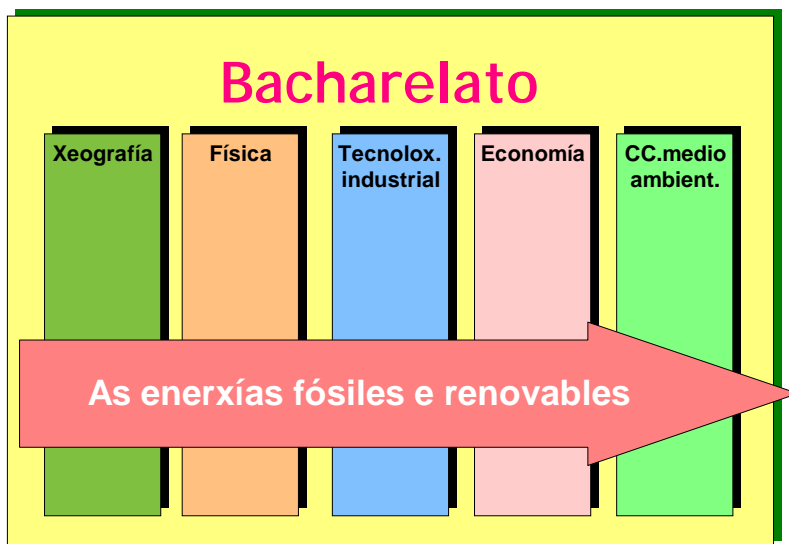 Bacharelato
Xeografía
Física
Tecnolox.
industrial
Economía
CC.medio
ambient.
As enerxías fósiles e renovables